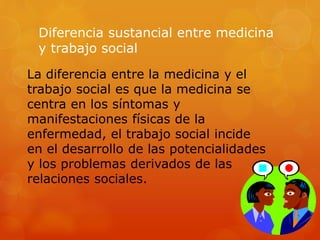 Diferencia sustancial entre medicina
y trabajo social
La diferencia entre la medicina y el
trabajo social es que la medicina se
centra en los síntomas y
manifestaciones físicas de la
enfermedad, el trabajo social incide
en el desarrollo de las potencialidades
y los problemas derivados de las
relaciones sociales.